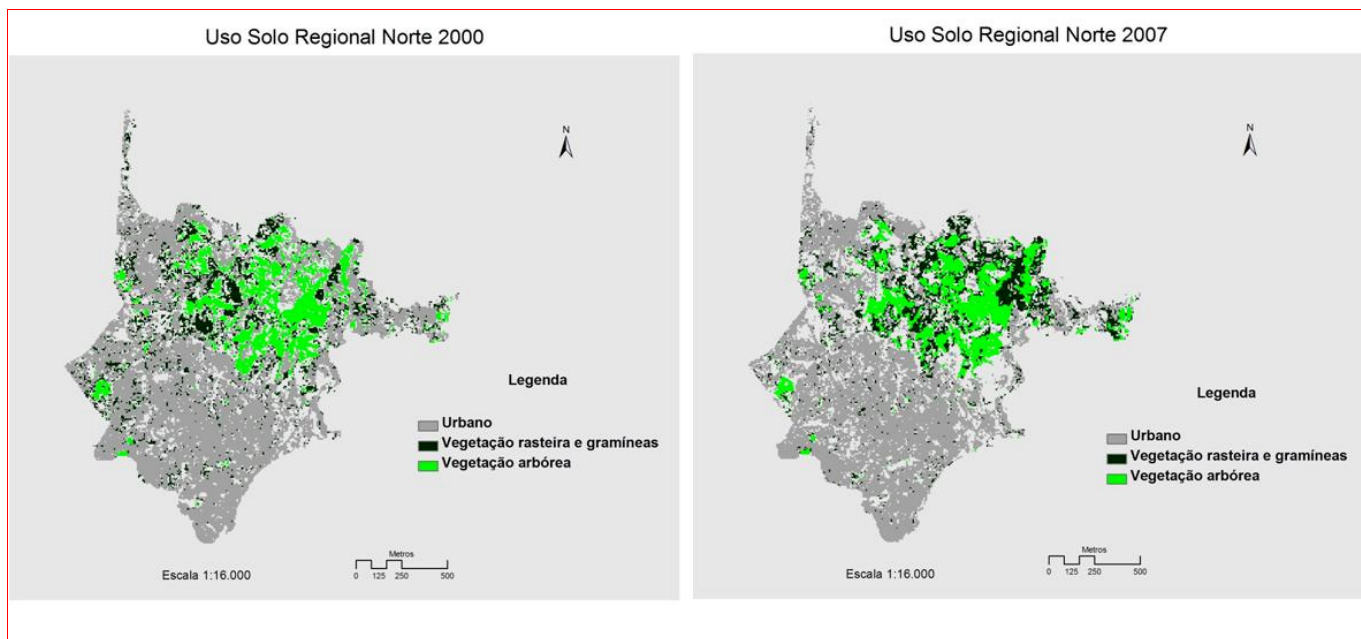 Uso Solo Regional Norte 2000
N
Legenda
Urbano
Vegetação rasteira e gramíneas
Vegetação arbórea
Metros
0 125 250 500
Escala 1:16.000
Uso Solo Regional Norte 2007
N
Legenda
Urbano
Vegetação rasteira e gramíneas
Vegetação arbórea
Metros
0 125 250 500
Escala 1:16.000